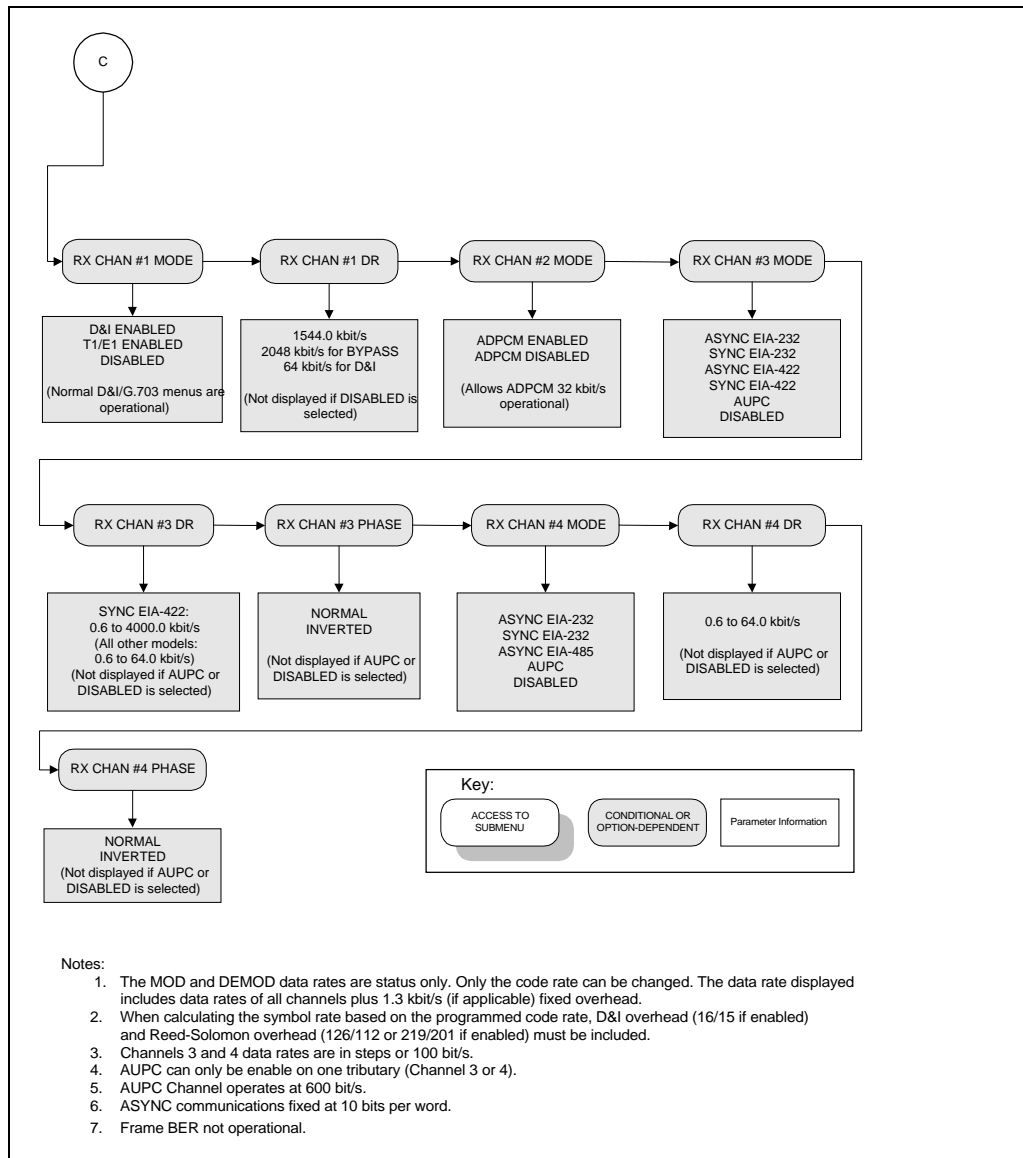 C
RX CHAN #1 MODE
RX CHAN #1 DR
RX CHAN #2 MODE
RX CHAN #3 MODE
D&I ENABLED
T1/E1 ENABLED
DISABLED
(Normal D&I/G.703 menus are
operational)
1544.0 kbit/s
2048 kbit/s for BYPASS
64 kbit/s for D&I
(Not displayed if DISABLED is
selected)
ADPCM ENABLED
ADPCM DISABLED
(Allows ADPCM 32 kbit/s
operational)
ASYNC EIA-232
SYNC EIA-232
ASYNC EIA-422
SYNC EIA-422
AUPC
DISABLED
RX CHAN #3 DR
RX CHAN #3 PHASE
RX CHAN #4 MODE
RX CHAN #4 DR
SYNC EIA-422:
0.6 to 4000.0 kbit/s
(All other models:
0.6 to 64.0 kbit/s)
(Not displayed if AUPC or
DISABLED is selected)
NORMAL
INVERTED
(Not displayed if AUPC or
DISABLED is selected)
ASYNC EIA-232
SYNC EIA-232
ASYNC EIA-485
AUPC
DISABLED
0.6 to 64.0 kbit/s
(Not displayed if AUPC or
DISABLED is selected)
RX CHAN #4 PHASE
NORMAL
INVERTED
(Not displayed if AUPC or
DISABLED is selected)
Key:
ACCESS TO
SUBMENU
CONDITIONAL OR
OPTION-DEPENDENT
Parameter Information
Notes:
1. The MOD and DEMOD data rates are status only. Only the code rate can be changed. The data rate displayed
includes data rates of all channels plus 1.3 kbit/s (if applicable) fixed overhead.
2. When calculating the symbol rate based on the programmed code rate, D&I overhead (16/15 if enabled)
and Reed-Solomon overhead (126/112 or 219/201 if enabled) must be included.
3. Channels 3 and 4 data rates are in steps or 100 bit/s.
4. AUPC can only be enable on one tributary (Channel 3 or 4).
5. AUPC Channel operates at 600 bit/s.
6. ASYNC communications fixed at 10 bits per word.
7. Frame BER not operational.